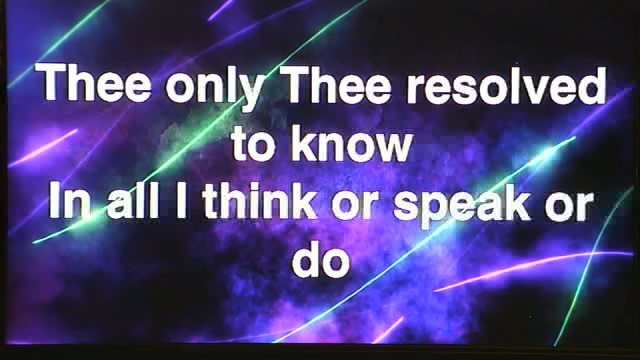 Thee only Thee resolved
to know
In all I think or speak or
do